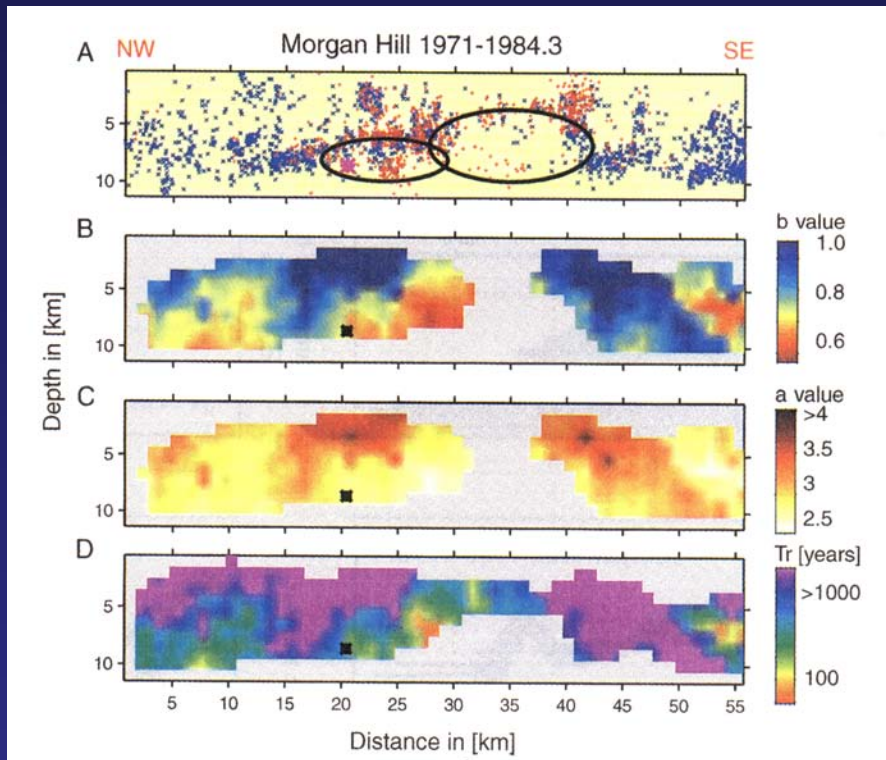 A NW Morgan Hill 1971-1984.3 SE
5
10
B
b value
1.0
0.8
0.6
5
10
Depth in [km]
C
a value
>4
3.5
3
2.5
5
10
D
Tr [years]
>1000
100
5
10
5 10 15 20 25 30 35 40 45 50 55
Distance in [km]